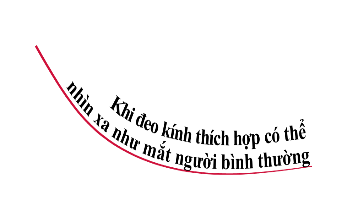 Khi đeo kính thích hợp có thể
nhìn xa như mắt người bình thường